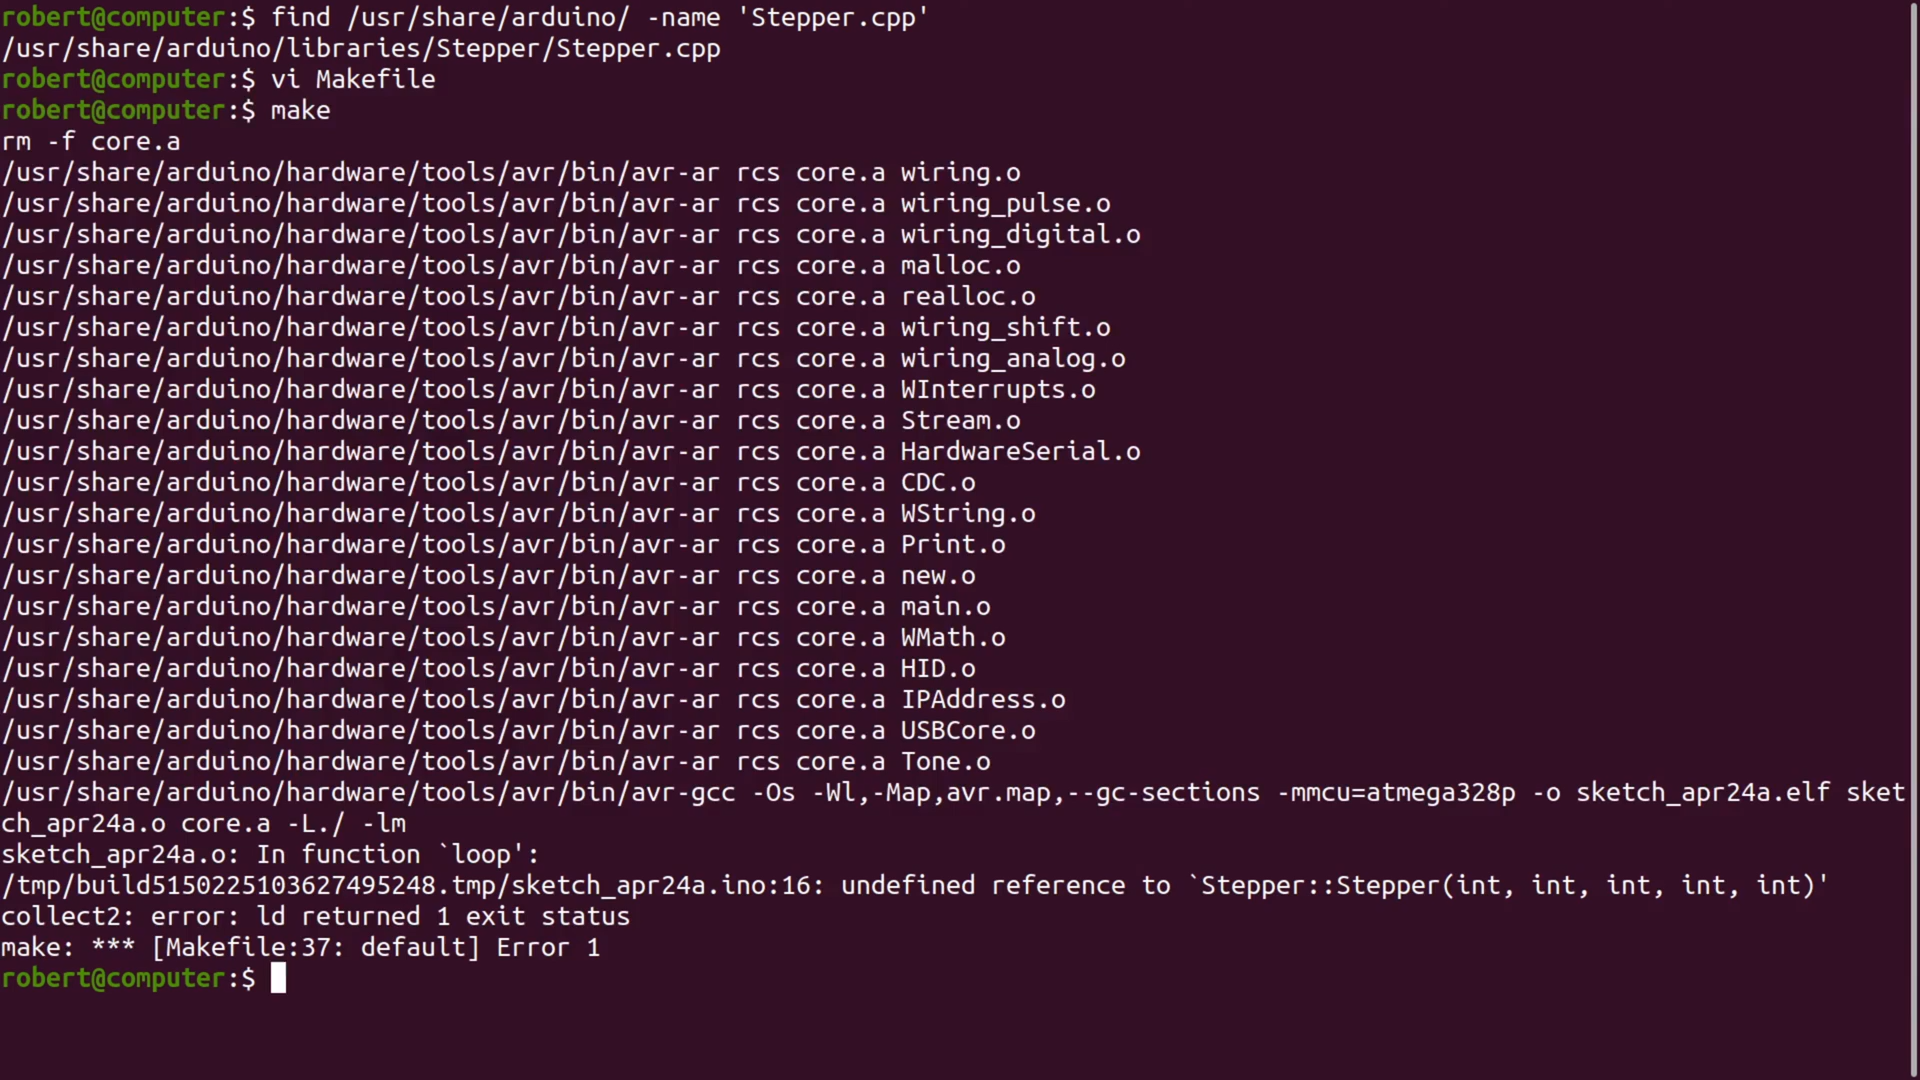 robert@computer:$ find /usr/share/arduino/ -name 'Stepper.cpp'
/usr/share/arduino/libraries/Stepper/Stepper.cpp
robert@computer:$ vi Makefile
robert@computer:$ make
rm -f core.a
/usr/share/arduino/hardware/tools/avr/bin/avr-ar rcs core.a wiring.o
/usr/share/arduino/hardware/tools/avr/bin/avr-ar rcs core.a wiring_pulse.o
/usr/share/arduino/hardware/tools/avr/bin/avr-ar rcs core.a wiring_digital.o
/usr/share/arduino/hardware/tools/avr/bin/avr-ar rcs core.a malloc.o
/usr/share/arduino/hardware/tools/avr/bin/avr-ar rcs core.a realloc.o
/usr/share/arduino/hardware/tools/avr/bin/avr-ar rcs core.a wiring_shift.o
/usr/share/arduino/hardware/tools/avr/bin/avr-ar rcs core.a wiring_analog.o
/usr/share/arduino/hardware/tools/avr/bin/avr-ar rcs core.a WInterrupts.o
/usr/share/arduino/hardware/tools/avr/bin/avr-ar rcs core.a Stream.o
/usr/share/arduino/hardware/tools/avr/bin/avr-ar rcs core.a HardwareSerial.o
/usr/share/arduino/hardware/tools/avr/bin/avr-ar rcs core.a CDC.o
/usr/share/arduino/hardware/tools/avr/bin/avr-ar rcs core.a WString.o
/usr/share/arduino/hardware/tools/avr/bin/avr-ar rcs core.a Print.o
/usr/share/arduino/hardware/tools/avr/bin/avr-ar rcs core.a new.o
/usr/share/arduino/hardware/tools/avr/bin/avr-ar rcs core.a main.o
/usr/share/arduino/hardware/tools/avr/bin/avr-ar rcs core.a WMath.o
/usr/share/arduino/hardware/tools/avr/bin/avr-ar rcs core.a HID.o
/usr/share/arduino/hardware/tools/avr/bin/avr-ar rcs core.a IPAddress.o
/usr/share/arduino/hardware/tools/avr/bin/avr-ar rcs core.a USBCore.o
/usr/share/arduino/hardware/tools/avr/bin/avr-ar rcs core.a Tone.o
/usr/share/arduino/hardware/tools/avr/bin/avr-gcc -Os -Wl,-Map,avr.map,--gc-sections -mmcu=atmega328p -o sketch_apr24a.elf sket
ch_apr24a.o core.a -L./ -lm
sketch_apr24a.o: In function `loop':
/tmp/build5150225103627495248.tmp/sketch_apr24a.ino:16: undefined reference to `Stepper::Stepper(int, int, int, int, int)'
collect2: error: ld returned 1 exit status
make: *** [Makefile:37: default] Error 1
robert@computer:$